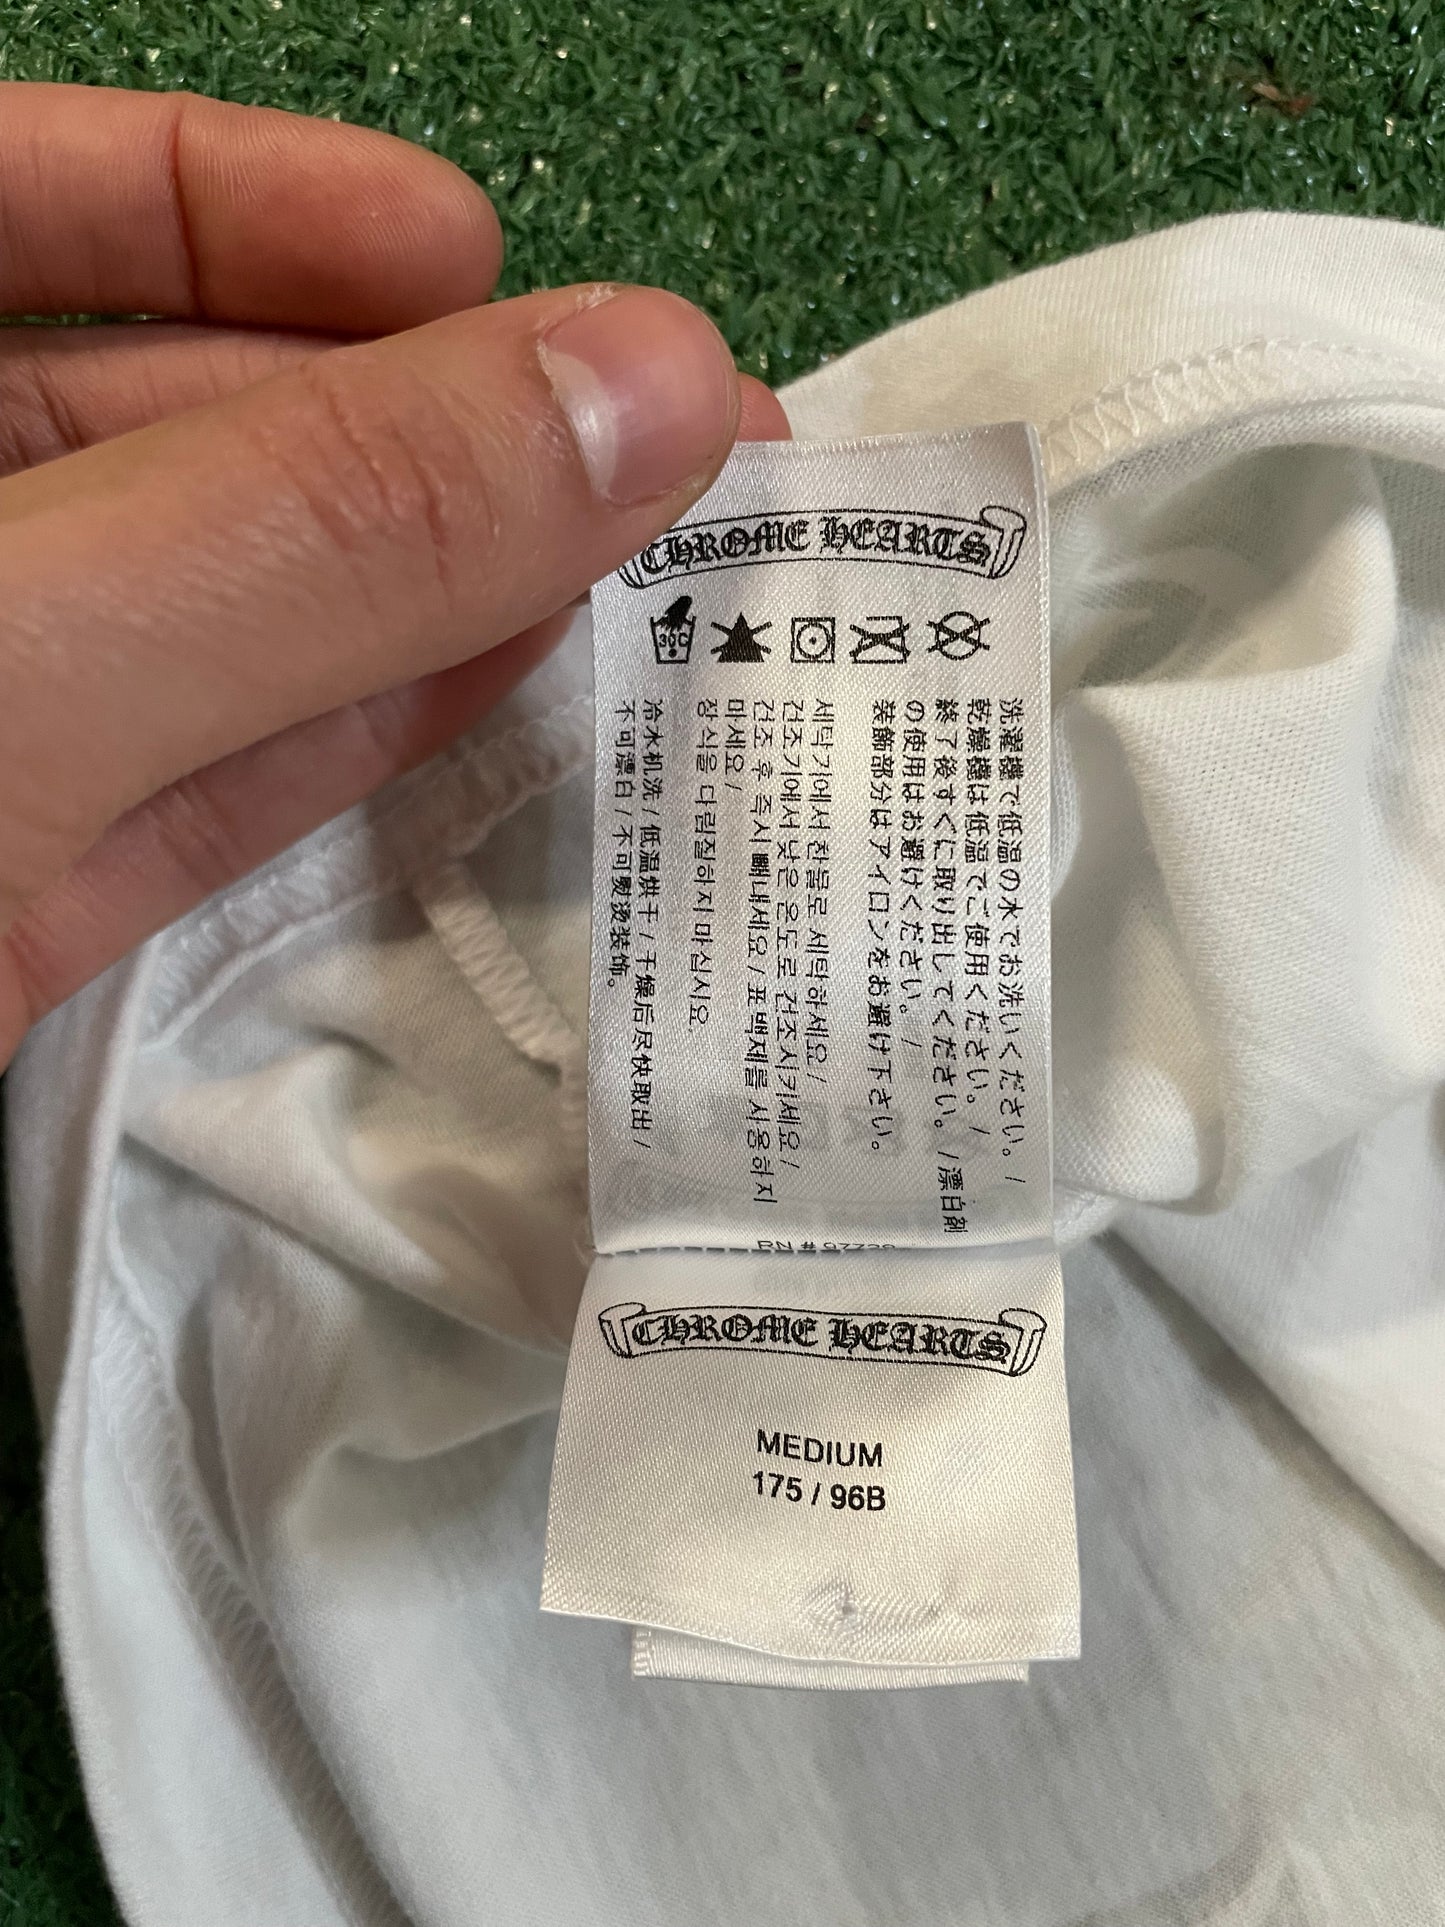 CHROME HEARTS
30C
洗濯機で低温の水でお洗いください。/
乾燥機は低温でご使用ください。/
終了後すぐに取り出してください。/漂白剤
の使用はお避けください。/
装飾部分はアイロンをお避け下さい。
세탁기에서 찬물로 세탁하세요/
건조기에서 낮은 온도로 건조시키세요/
건조 후 즉시 빼내세요/표백제를 사용하지
마세요/
장식을 다림질하지 마십시요.
冷水机洗/低温烘干/干燥后尽快取出/
不可漂白/不可熨烫装饰。
RN #
CHROME HEARTS
MEDIUM
175 / 96B